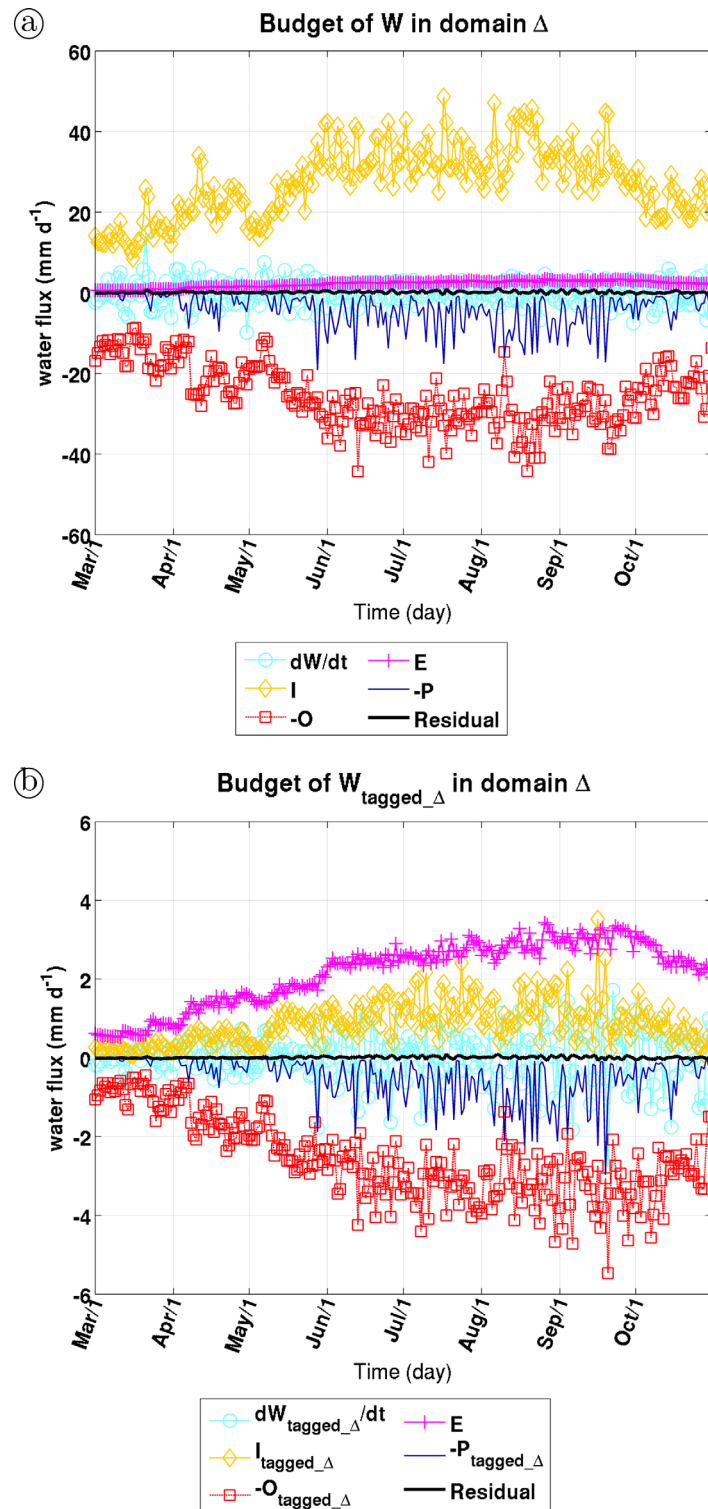 ⓐ Budget of W in domain Δ
60
40
20
0
-20
-40
-60
water flux (mm d⁻¹)
Mar/1 Apr/1 May/1 Jun/1 Jul/1 Aug/1 Sep/1 Oct/1
Time (day)
dW/dt E
I -P
-O Residual
ⓑ Budget of W_tagged_Δ in domain Δ
6
4
2
0
-2
-4
-6
water flux (mm d⁻¹)
Mar/1 Apr/1 May/1 Jun/1 Jul/1 Aug/1 Sep/1 Oct/1
Time (day)
dW_tagged_Δ/dt E
I_tagged_Δ -P_tagged_Δ
-O_tagged_Δ Residual